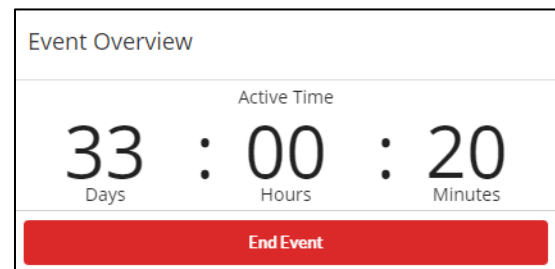 Event Overview
Active Time
33 : 00 : 20
Days Hours Minutes
End Event